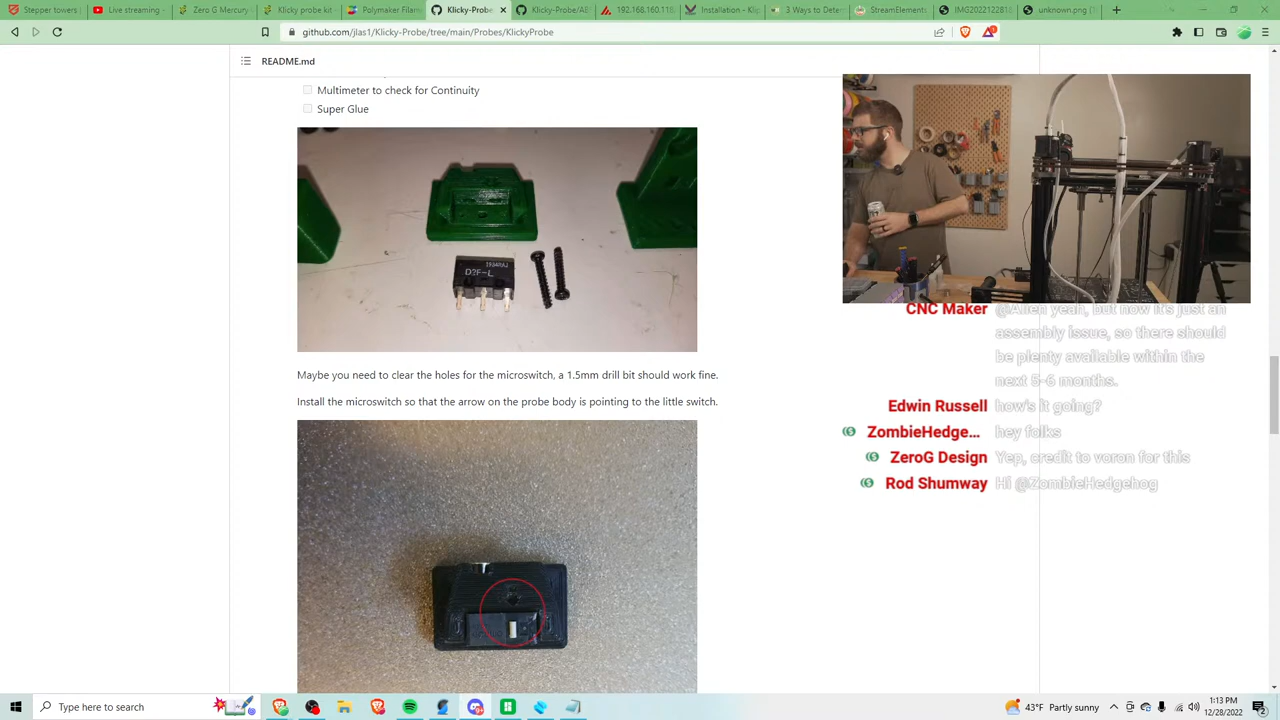 Stepper towers
Live streaming -
Zero G Mercury
Klicky probe kit
Polymaker Filam
Klicky-Probe
Klicky-Probe/AB
192.168.160.118
Installation - Klip
3 Ways to Deter
StreamElements
IMG2022122818
unknown.png (
github.com/jlas1/Klicky-Probe/tree/main/Probes/KlickyProbe
README.md
Multimeter to check for Continuity
Super Glue
D2F-L
Maybe you need to clear the holes for the microswitch, a 1.5mm drill bit should work fine.
Install the microswitch so that the arrow on the probe body is pointing to the little switch.
CNC Maker @Allen yeah, but now it's just an
assembly issue, so there should
be plenty available within the
next 5-6 months.
Edwin Russell how's it going?
ZombieHedge... hey folks
ZeroG Design Yep, credit to voron for this
Rod Shumway Hi @ZombieHedgehog
Type here to search
43°F Partly sunny
1:13 PM
12/28/2022